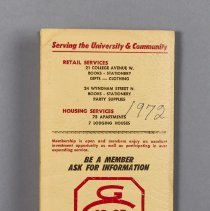 Serving the University & Community
RETAIL SERVICES
21 COLLEGE AVENUE W.
BOOKS - STATIONERY
GIFTS - CLOTHING
24 WYNDHAM STREET N.
BOOKS - STATIONERY
PARTY SUPPLIES
HOUSING SERVICES
75 APARTMENTS
7 LODGING HOUSES
1972
Membership is open and members enjoy an excellent
investment opportunity as well as participating in ever
expanding service.
BE A MEMBER
ASK FOR INFORMATION